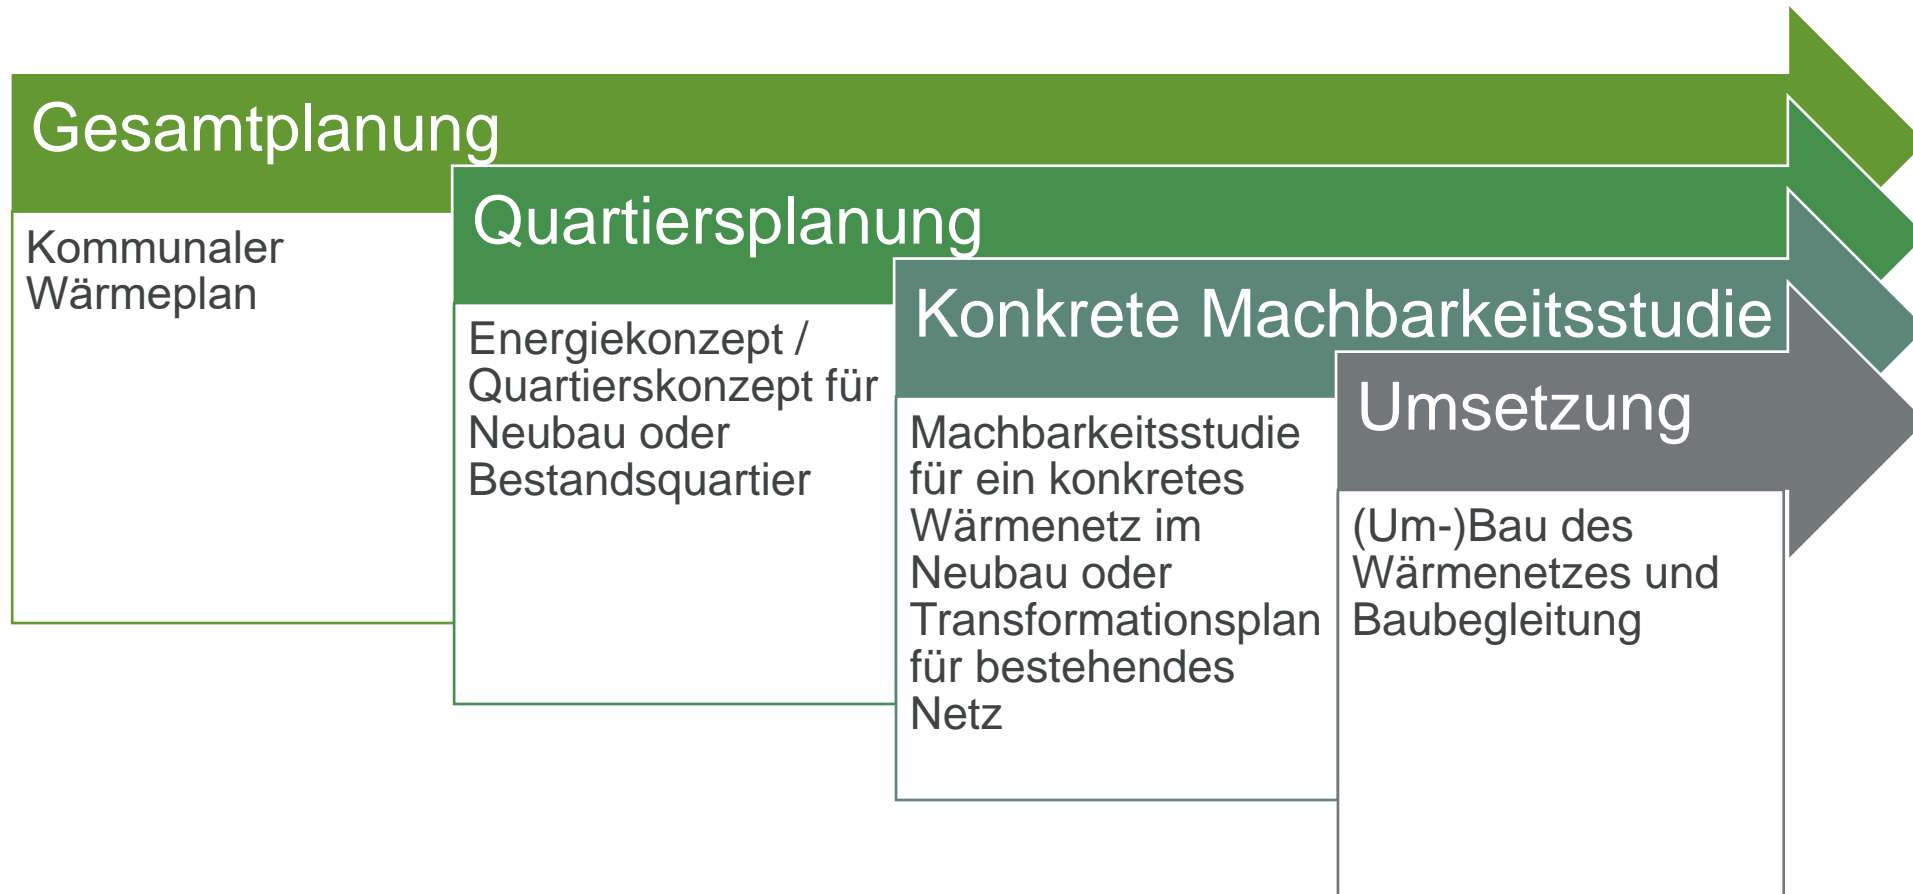 Gesamtplanung
Kommunaler
Wärmeplan
Quartiersplanung
Energiekonzept /
Quartierskonzept für
Neubau oder
Bestandsquartier
Konkrete Machbarkeitsstudie
Machbarkeitsstudie
für ein konkretes
Wärmenetz im
Neubau oder
Transformationsplan
für bestehendes
Netz
Umsetzung
(Um-)Bau des
Wärmenetzes und
Baubegleitung